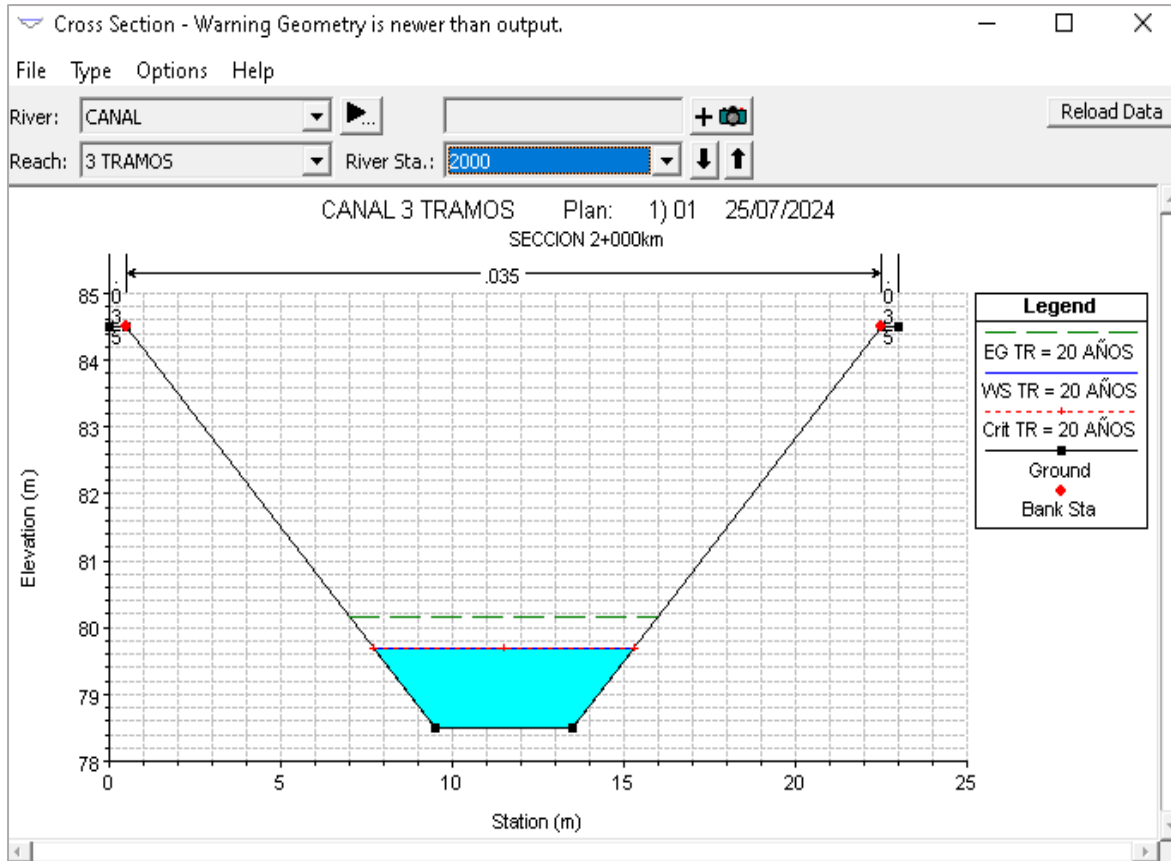 Cross Section - Warning Geometry is newer than output.
File Type Options Help
River: CANAL
Reload Data
Reach: 3 TRAMOS River Sta.: 2000
CANAL 3 TRAMOS Plan: 1) 01 25/07/2024
SECCION 2+000km
.035
.035
.035
85
84
83
82
81
80
79
78
0 5 10 15 20 25
Elevation (m)
Station (m)
Legend
EG TR = 20 AÑOS
WS TR = 20 AÑOS
Crit TR = 20 AÑOS
Ground
Bank Sta